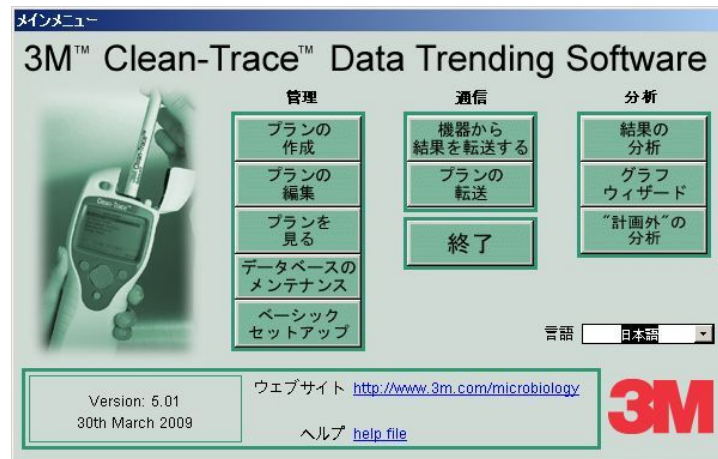 メインメニュー
3M™ Clean-Trace™ Data Trending Software
管理
プランの
作成
プランの
編集
プランを
見る
データベースの
メンテナンス
ベーシック
セットアップ
通信
機器から
結果を転送する
プランの
転送
終了
分析
結果の
分析
グラフ
ウィザード
"計画外"の
分析
言語 日本語
Clean-Trace
Clean-Trace
Version: 5.01
30th March 2009
ウェブサイト http://www.3m.com/microbiology
ヘルプ help file
3M